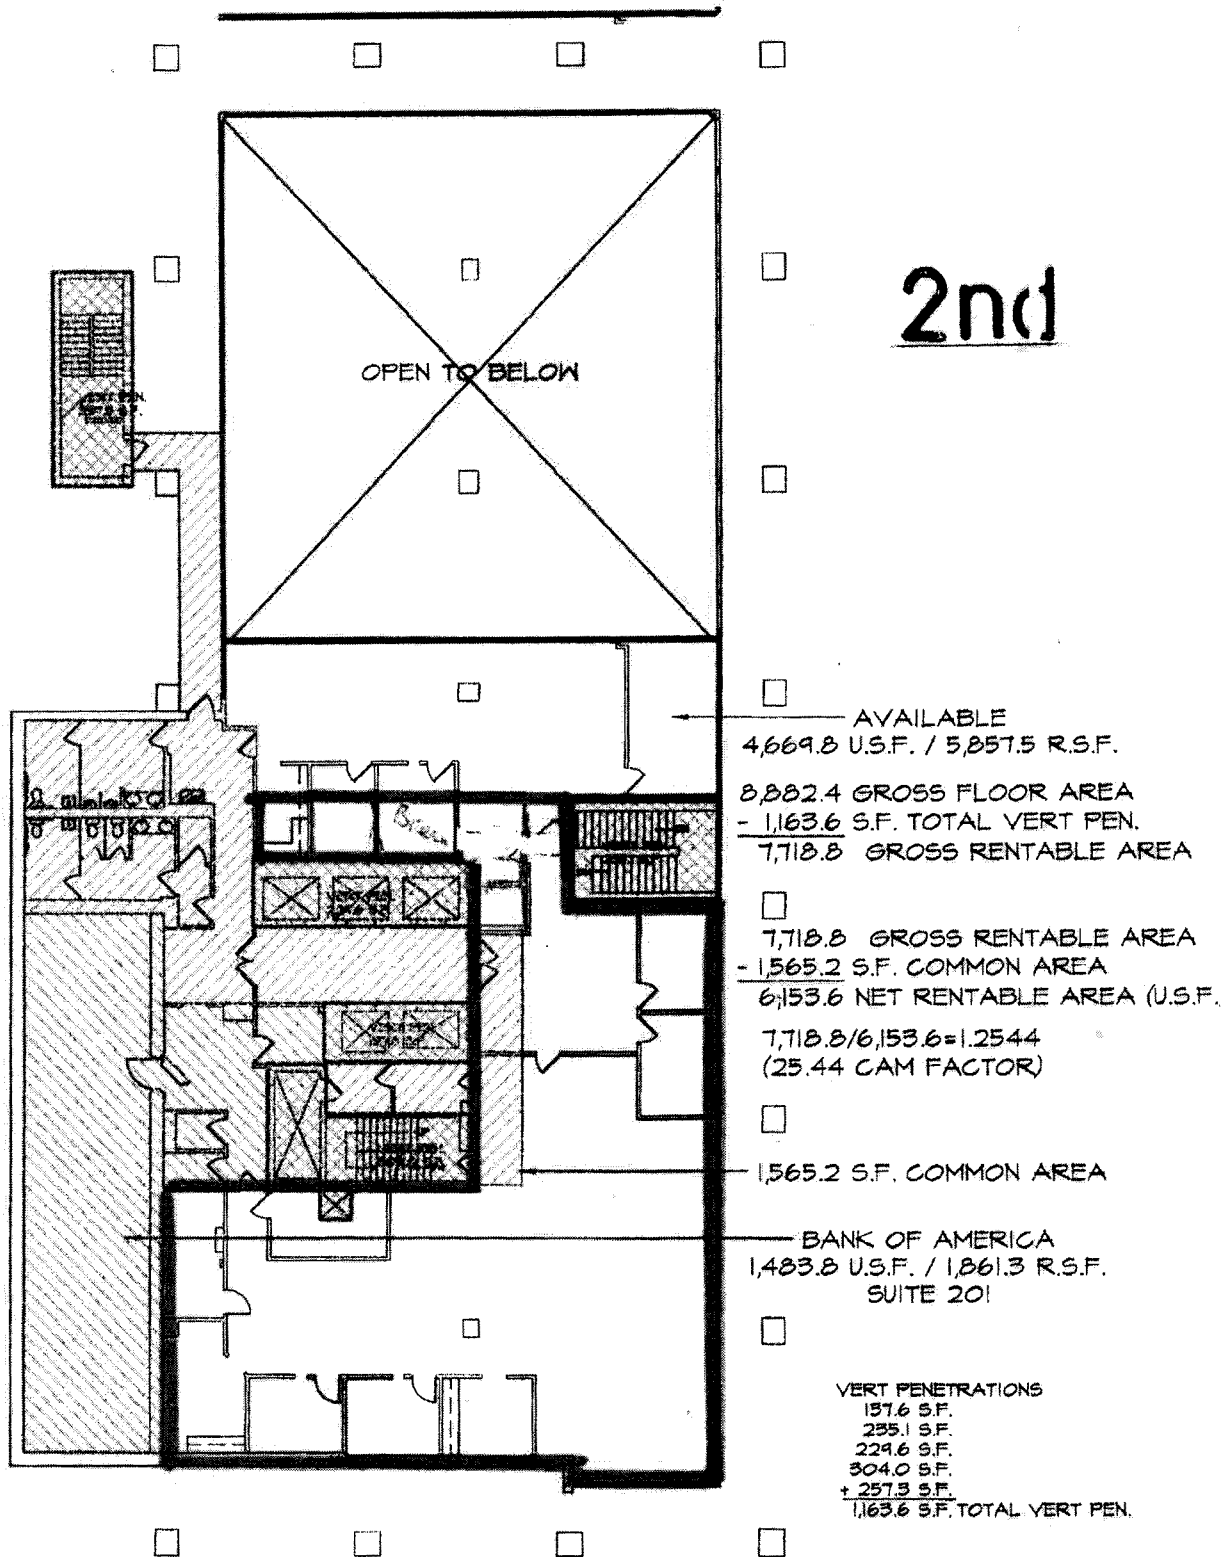 2nd
OPEN TO BELOW
AVAILABLE
4,669.8 U.S.F. / 5,857.5 R.S.F.
8,882.4 GROSS FLOOR AREA
- 1,163.6 S.F. TOTAL VERT PEN.
7,718.8 GROSS RENTABLE AREA
7,718.8 GROSS RENTABLE AREA
- 1,565.2 S.F. COMMON AREA
6,153.6 NET RENTABLE AREA (U.S.F.
7,718.8/6,153.6=1.2544
(25.44 CAM FACTOR)
1,565.2 S.F. COMMON AREA
BANK OF AMERICA
1,483.8 U.S.F. / 1,861.3 R.S.F.
SUITE 201
VERT PENETRATIONS
137.6 S.F.
235.1 S.F.
229.6 S.F.
304.0 S.F.
+ 257.3 S.F.
1,163.6 S.F. TOTAL VERT PEN.